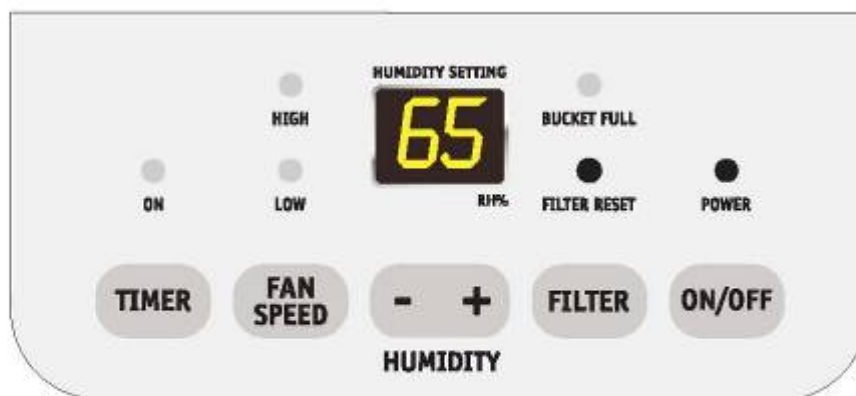 HUMIDITY SETTING
65
RH%
HIGH
BUCKET FULL
ON
LOW
FILTER RESET
POWER
TIMER
FAN
SPEED
- +
FILTER
ON/OFF
HUMIDITY